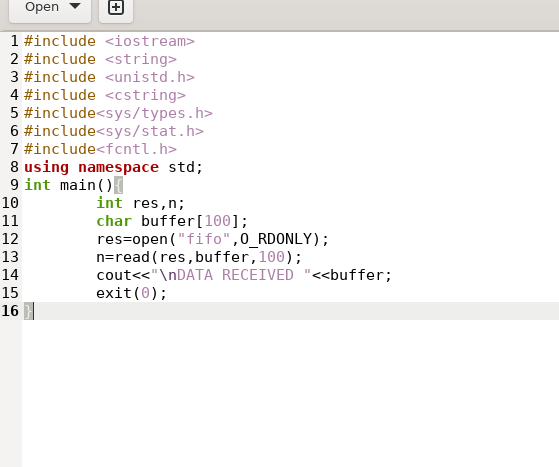 Open
1 #include <iostream>
2 #include <string>
3 #include <unistd.h>
4 #include <cstring>
5 #include<sys/types.h>
6 #include<sys/stat.h>
7 #include<fcntl.h>
8 using namespace std;
9 int main(){
10 int res,n;
11 char buffer[100];
12 res=open("fifo",O_RDONLY);
13 n=read(res,buffer,100);
14 cout<<"\nDATA RECEIVED "<<buffer;
15 exit(0);
16 }